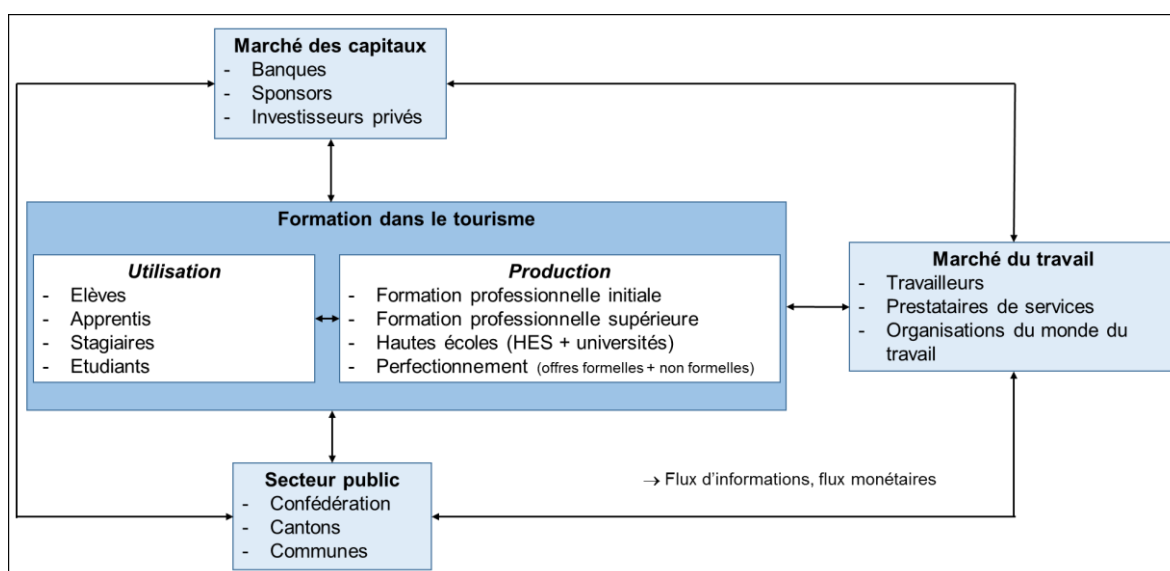 Marché des capitaux
- Banques
- Sponsors
- Investisseurs privés
Formation dans le tourisme
Utilisation
- Elèves
- Apprentis
- Stagiaires
- Etudiants
Production
- Formation professionnelle initiale
- Formation professionnelle supérieure
- Hautes écoles (HES + universités)
- Perfectionnement (offres formelles + non formelles)
Marché du travail
- Travailleurs
- Prestataires de services
- Organisations du monde du
travail
Secteur public
- Confédération
- Cantons
- Communes
→ Flux d'informations, flux monétaires